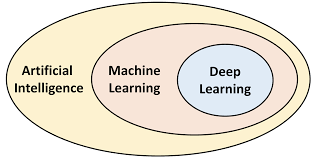 Artificial
Intelligence
Machine
Learning
Deep
Learning